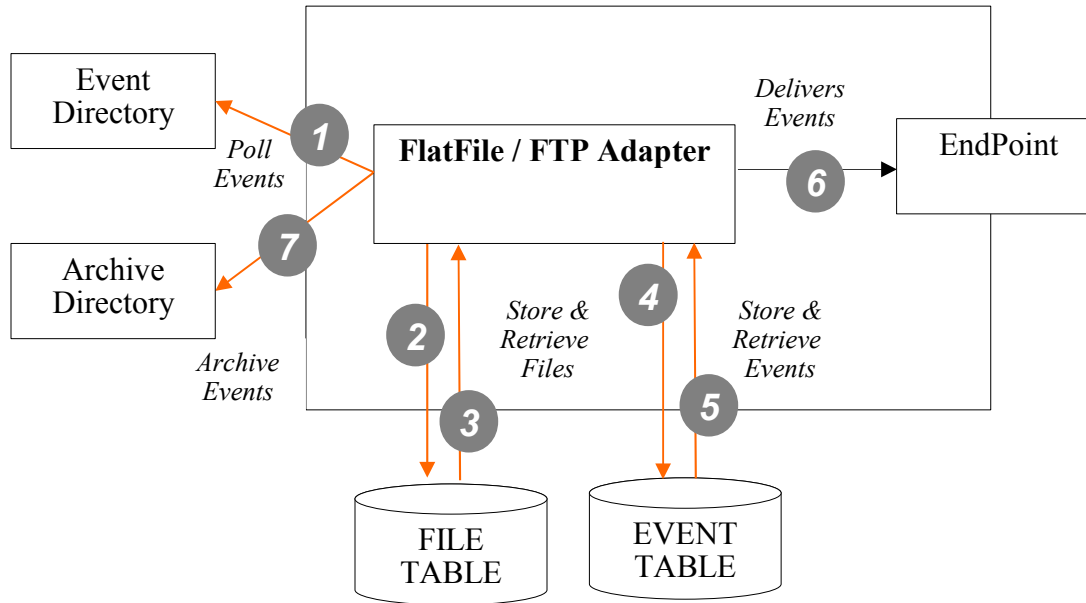 Event
Directory
1
Poll
Events
FlatFile / FTP Adapter
Delivers
Events
6
EndPoint
7
Archive
Directory
Archive
Events
2
Store &
Retrieve
Files
3
4
Store &
Retrieve
Events
5
FILE
TABLE
EVENT
TABLE